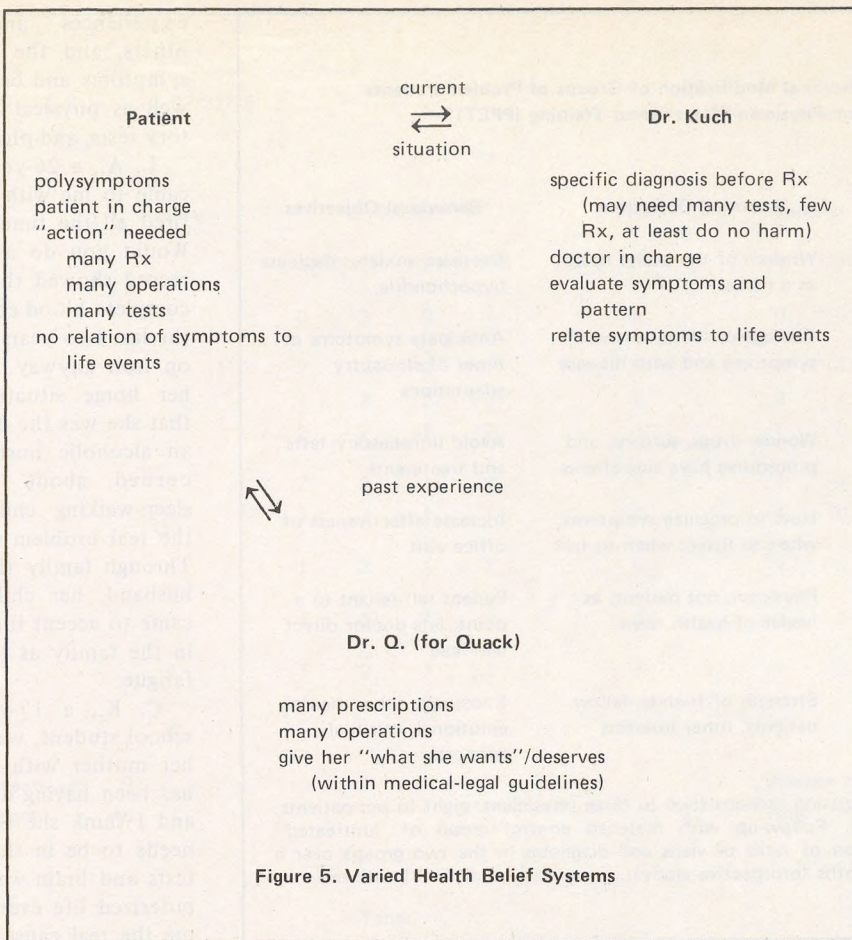 current
Patient
Dr. Kuch
situation
polysymptoms
patient in charge
"action" needed
many Rx
many operations
many tests
no relation of symptoms to
life events
specific diagnosis before Rx
(may need many tests, few
Rx, at least do no harm)
doctor in charge
evaluate symptoms and
pattern
relate symptoms to life events
past experience
Dr. Q. (for Quack)
many prescriptions
many operations
give her "what she wants"/deserves
(within medical-legal guidelines)
Figure 5. Varied Health Belief Systems